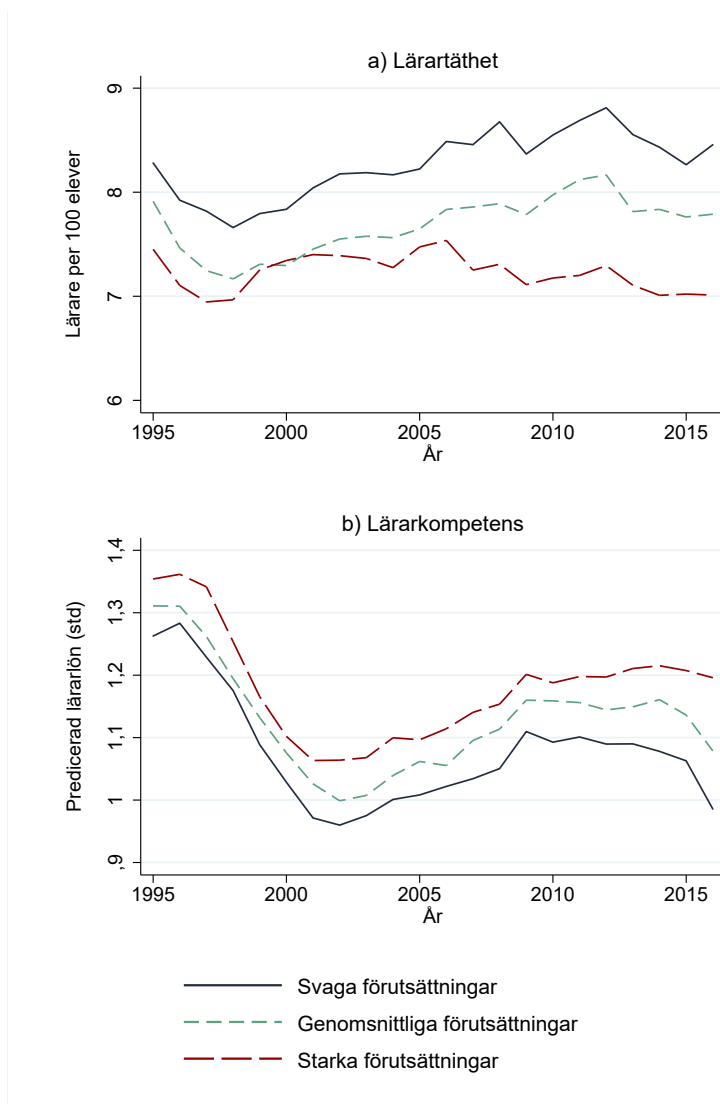 a) Lärartäthet
9
8
7
6
Lärare per 100 elever
1995 2000 2005 2010 2015
År
b) Lärarkompetens
1,4
1,3
1,2
1,1
1
,9
Predicerad lärarlön (std)
1995 2000 2005 2010 2015
År
Svaga förutsättningar
Genomsnittliga förutsättningar
Starka förutsättningar